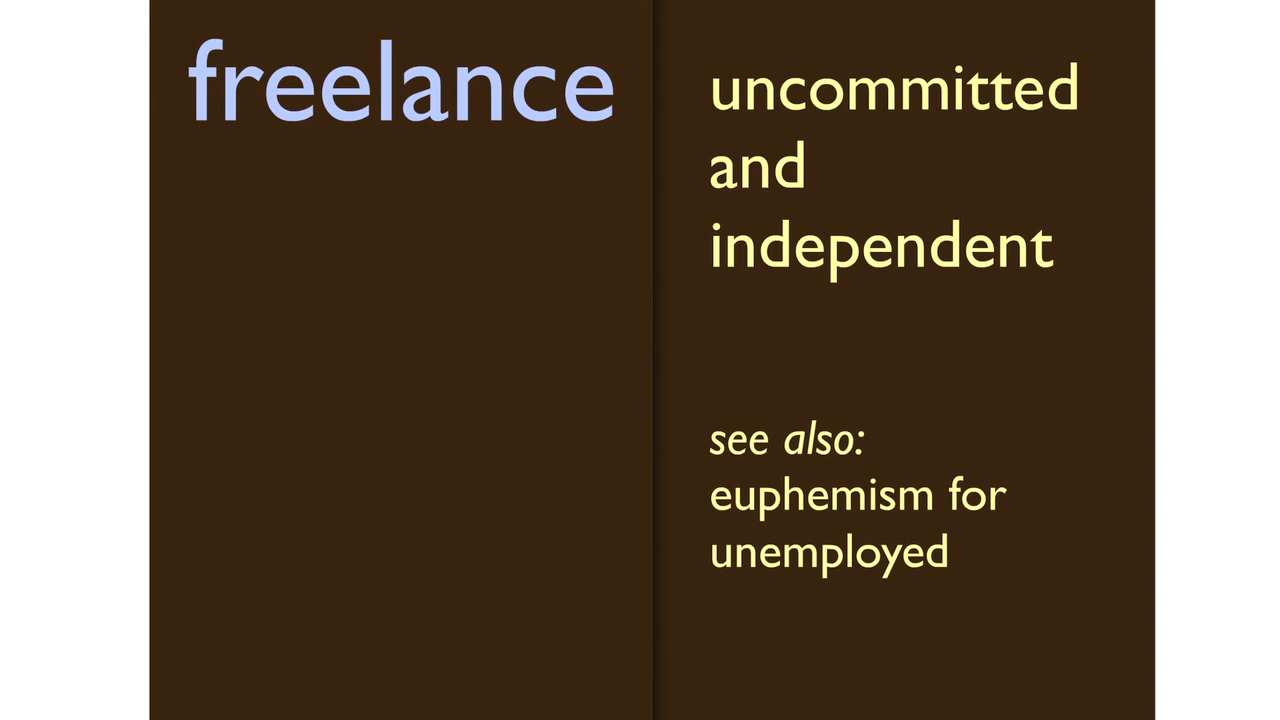 freelance
uncommitted
and
independent
see also:
euphemism for
unemployed